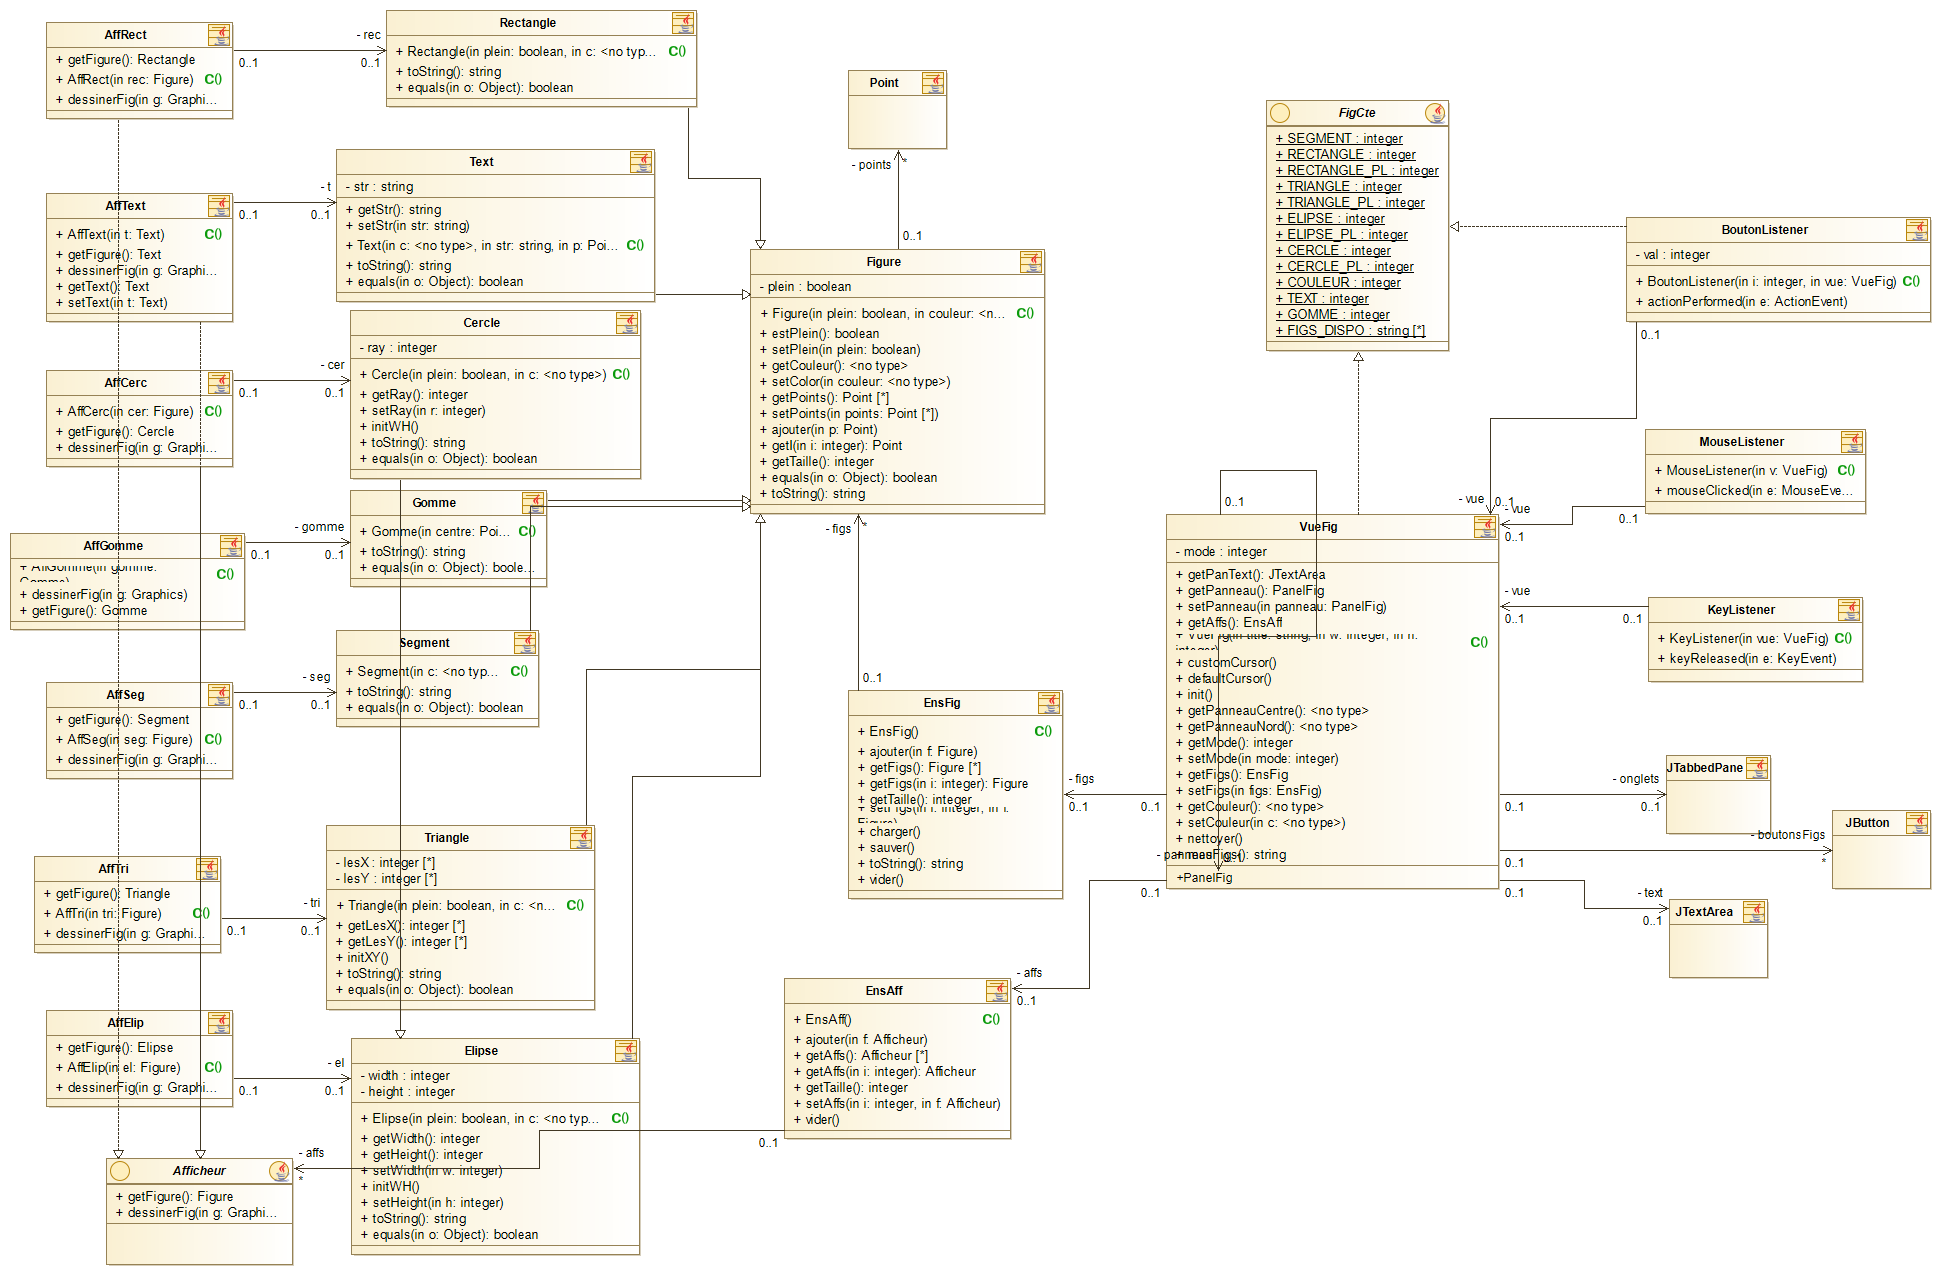 AffRect
+ getFigure(): Rectangle
+ AffRect(in rec: Figure) C()
+ dessinerFig(in g: Graphi...
0..1
- rec
0..1
Rectangle
+ Rectangle(in plein: boolean, in c: <no typ... C()
+ toString(): string
+ equals(in o: Object): boolean
AffText
+ AffText(in t: Text) C()
+ getFigure(): Text
+ dessinerFig(in g: Graphi...
+ getText(): Text
+ setText(in t: Text)
0..1
- t
0..1
Text
- str : string
+ getStr(): string
+ setStr(in str: string)
+ Text(in c: <no type>, in str: string, in p: Poi... C()
+ toString(): string
+ equals(in o: Object): boolean
AffCerc
+ AffCerc(in cer: Figure) C()
+ getFigure(): Cercle
+ dessinerFig(in g: Graphi...
0..1
- cer
0..1
Cercle
- ray : integer
+ Cercle(in plein: boolean, in c: <no type>) C()
+ getRay(): integer
+ setRay(in r: integer)
+ initWH()
+ toString(): string
+ equals(in o: Object): boolean
AffGomme
+ AffGomme(in gomme:
Gomme) C()
+ dessinerFig(in g: Graphics)
+ getFigure(): Gomme
0..1
- gomme
0..1
Gomme
+ Gomme(in centre: Poi... C()
+ toString(): string
+ equals(in o: Object): boole...
AffSeg
+ getFigure(): Segment
+ AffSeg(in seg: Figure) C()
+ dessinerFig(in g: Graphi...
0..1
- seg
0..1
Segment
+ Segment(in c: <no typ... C()
+ toString(): string
+ equals(in o: Object): boolean
AffTri
+ getFigure(): Triangle
+ AffTri(in tri: Figure) C()
+ dessinerFig(in g: Graphi...
0..1
- tri
0..1
Triangle
- lesX : integer [*]
- lesY : integer [*]
+ Triangle(in plein: boolean, in c: <n... C()
+ getLesX(): integer [*]
+ getLesY(): integer [*]
+ initXY()
+ toString(): string
+ equals(in o: Object): boolean
AffElip
+ getFigure(): Elipse
+ AffElip(in el: Figure) C()
+ dessinerFig(in g: Graphi...
0..1
- el
0..1
Elipse
- width : integer
- height : integer
+ Elipse(in plein: boolean, in c: <no typ... C()
+ getWidth(): integer
+ getHeight(): integer
+ setWidth(in w: integer)
+ initWH()
+ setHeight(in h: integer)
+ toString(): string
+ equals(in o: Object): boolean
Afficheur
+ getFigure(): Figure
+ dessinerFig(in g: Graphi...
- affs
*
0..1
Point
- points
*
0..1
Figure
- plein : boolean
+ Figure(in plein: boolean, in couleur: <n... C()
+ estPlein(): boolean
+ setPlein(in plein: boolean)
+ getCouleur(): <no type>
+ setColor(in couleur: <no type>)
+ getPoints(): Point [*]
+ setPoints(in points: Point [*])
+ ajouter(in p: Point)
+ getI(in i: integer): Point
+ getTaille(): integer
+ equals(in o: Object): boolean
+ toString(): string
- figs
*
0..1
EnsFig
+ EnsFig() C()
+ ajouter(in f: Figure)
+ getFigs(): Figure [*]
+ getFigs(in i: integer): Figure
+ getTaille(): integer
+ setFigs(in i: integer, in f:
Figure)
+ charger()
+ sauver()
+ toString(): string
+ vider()
- figs
0..1
0..1
EnsAff
+ EnsAff() C()
+ ajouter(in f: Afficheur)
+ getAffs(): Afficheur [*]
+ getAffs(in i: integer): Afficheur
+ getTaille(): integer
+ setAffs(in i: integer, in f: Afficheur)
+ vider()
- affs
0..1
0..1
FigCte
+ SEGMENT : integer
+ RECTANGLE : integer
+ RECTANGLE_PL : integer
+ TRIANGLE : integer
+ TRIANGLE_PL : integer
+ ELIPSE : integer
+ ELIPSE_PL : integer
+ CERCLE : integer
+ CERCLE_PL : integer
+ COULEUR : integer
+ TEXT : integer
+ GOMME : integer
+ FIGS_DISPO : string [*]
BoutonListener
- val : integer
+ BoutonListener(in i: integer, in vue: VueFig) C()
+ actionPerformed(in e: ActionEvent)
0..1
- vue
0..1
MouseListener
+ MouseListener(in v: VueFig) C()
+ mouseClicked(in e: MouseEve...
0..1
- vue
0..1
KeyListener
+ KeyListener(in vue: VueFig) C()
+ keyReleased(in e: KeyEvent)
0..1
- vue
0..1
VueFig
- mode : integer
+ getPanText(): JTextArea
+ getPanneau(): PanelFig
+ setPanneau(in panneau: PanelFig)
+ getAffs(): EnsAff
+ VueFig(in titre: string, in w: integer, in h:
integer) C()
+ customCursor()
+ defaultCursor()
+ init()
+ getPanneauCentre(): <no type>
+ getPanneauNord(): <no type>
+ getMode(): integer
+ setMode(in mode: integer)
+ getFigs(): EnsFig
+ setFigs(in figs: EnsFig)
+ getCouleur(): <no type>
+ setCouleur(in c: <no type>)
+ nettoyer()
string
+PanelFig
0..1
JTabbedPane
- onglets
0..1
0..1
JButton
- boutonsFigs
*
0..1
JTextArea
- text
0..1
0..1